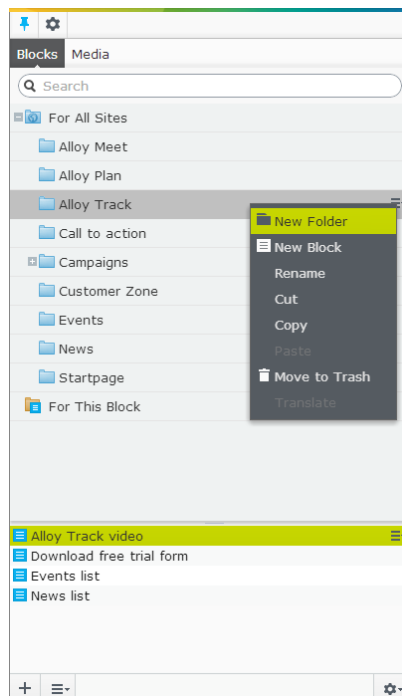 Blocks Media
Search
For All Sites
Alloy Meet
Alloy Plan
Alloy Track
Call to action
Campaigns
Customer Zone
Events
News
Startpage
For This Block
New Folder
New Block
Rename
Cut
Copy
Paste
Move to Trash
Translate
Alloy Track video
Download free trial form
Events list
News list